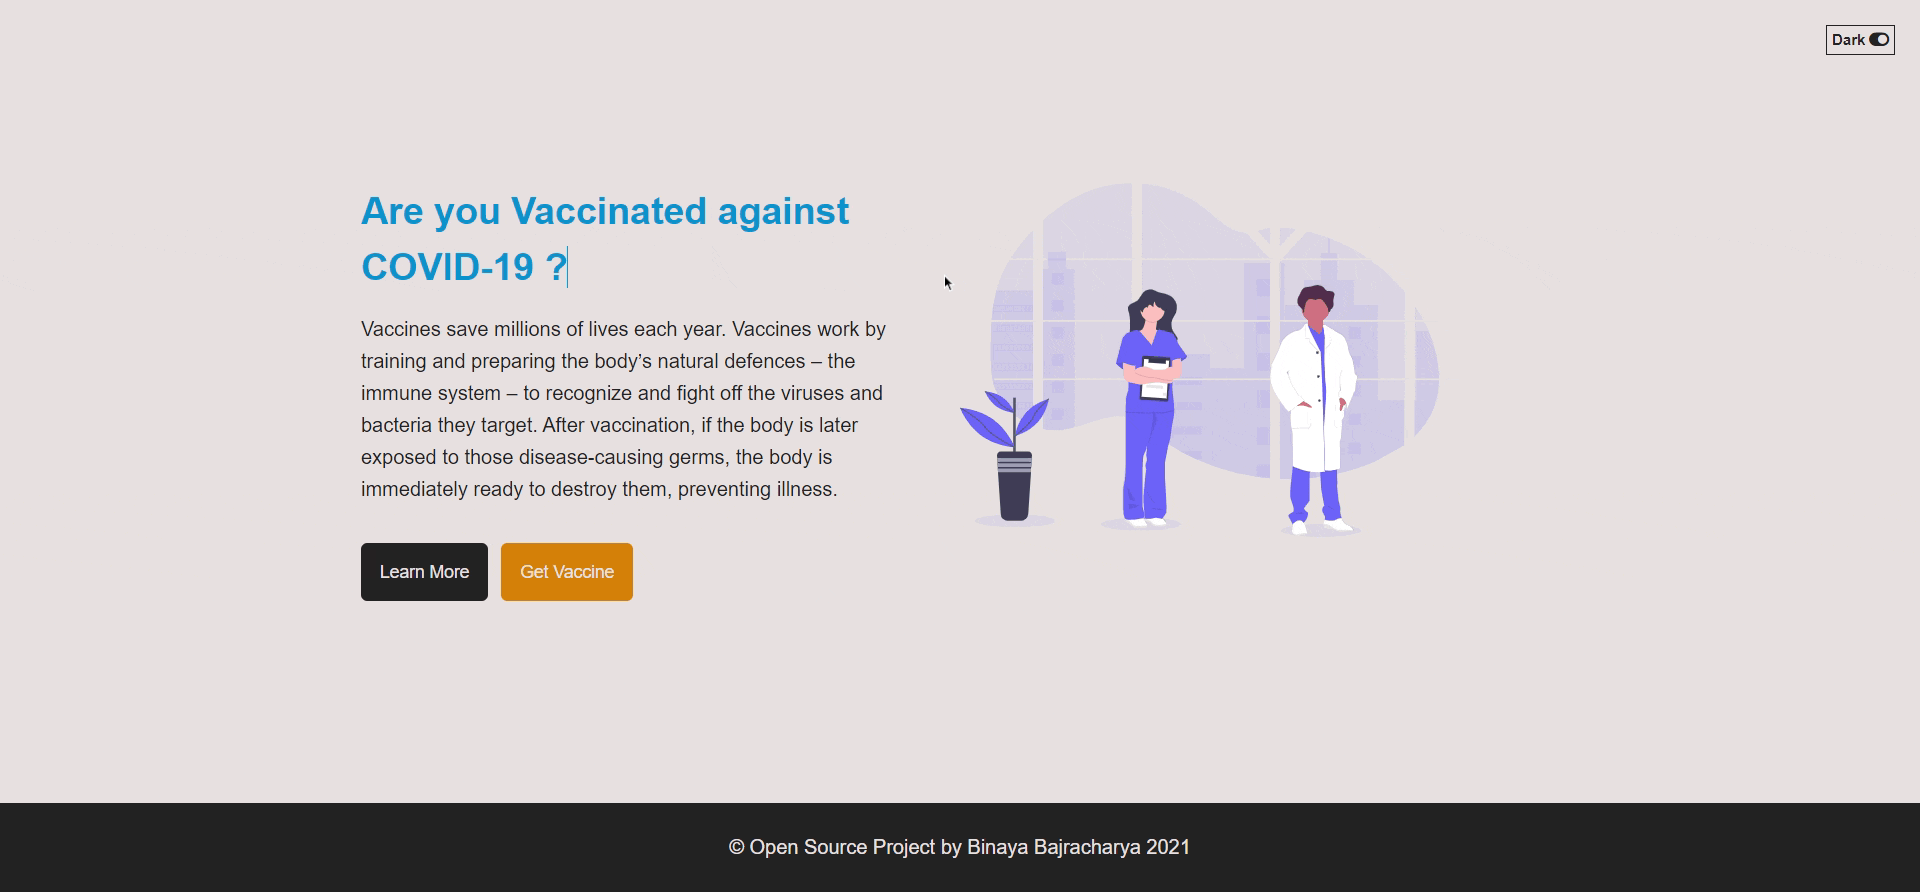 Dark
Are you Vaccinated against
COVID-19 ?
Vaccines save millions of lives each year. Vaccines work by
training and preparing the body’s natural defences – the
immune system – to recognize and fight off the viruses and
bacteria they target. After vaccination, if the body is later
exposed to those disease-causing germs, the body is
immediately ready to destroy them, preventing illness.
Learn More
Get Vaccine
© Open Source Project by Binaya Bajracharya 2021